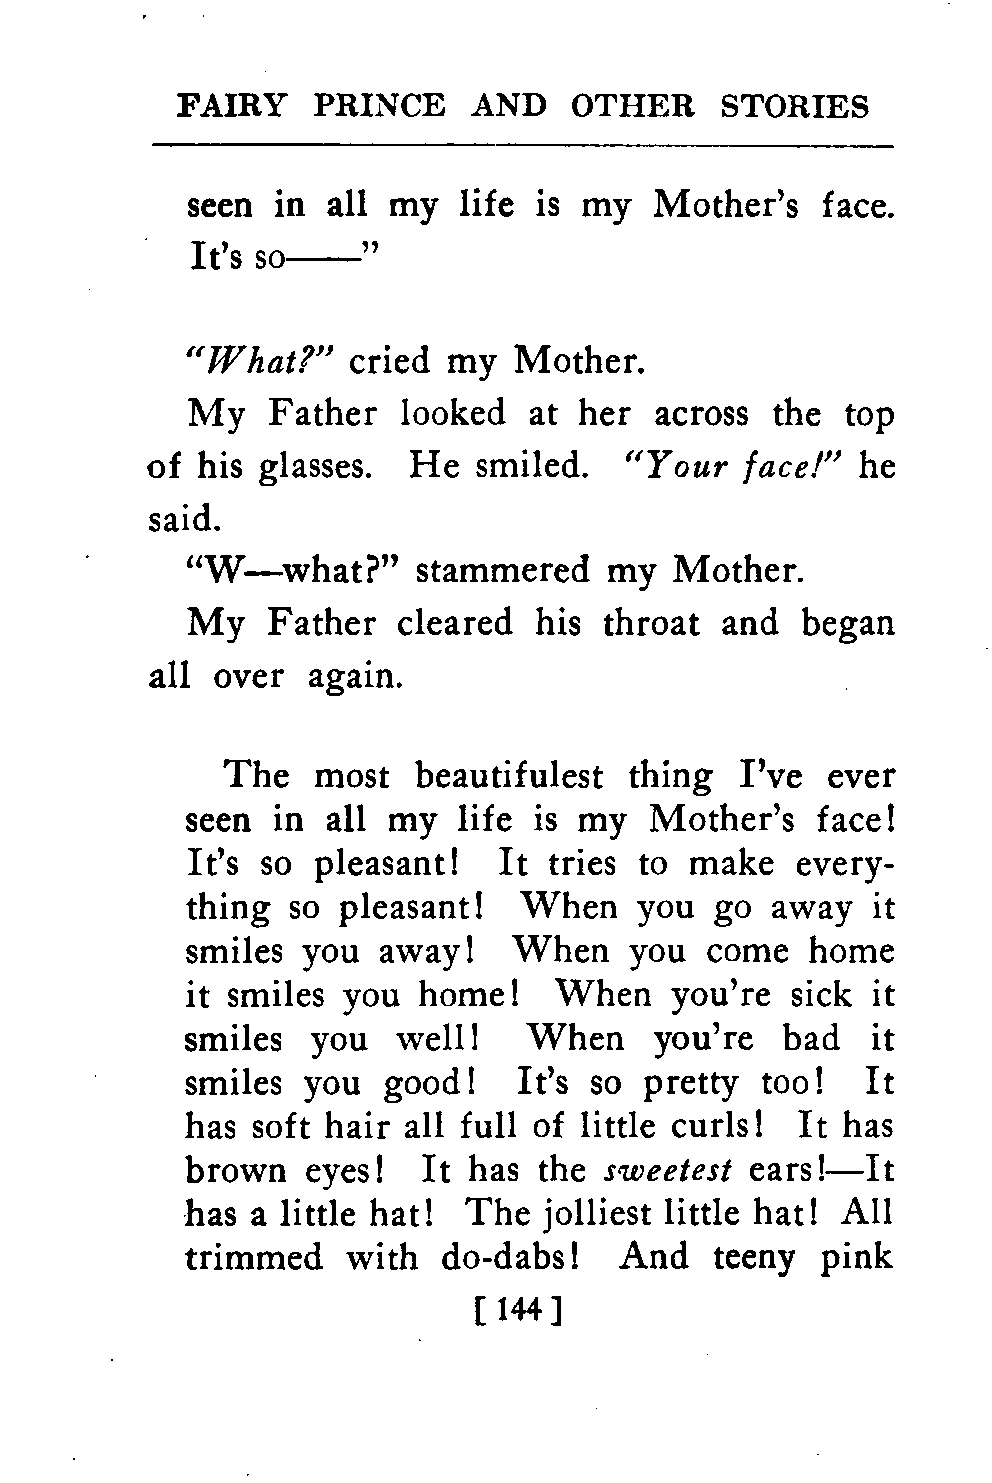 FAIRY PRINCE AND OTHER STORIES
seen in all my life is my Mother's face.
It's so——"
"What?" cried my Mother.
My Father looked at her across the top
of his glasses. He smiled. "Your face!" he
said.
"W—what?" stammered my Mother.
My Father cleared his throat and began
all over again.
The most beautifulest thing I've ever
seen in all my life is my Mother's face!
It's so pleasant! It tries to make every-
thing so pleasant! When you go away it
smiles you away! When you come home
it smiles you home! When you're sick it
smiles you well! When you're bad it
smiles you good! It's so pretty too! It
has soft hair all full of little curls! It has
brown eyes! It has the sweetest ears!—It
has a little hat! The jolliest little hat! All
trimmed with do-dabs! And teeny pink
[ 144 ]